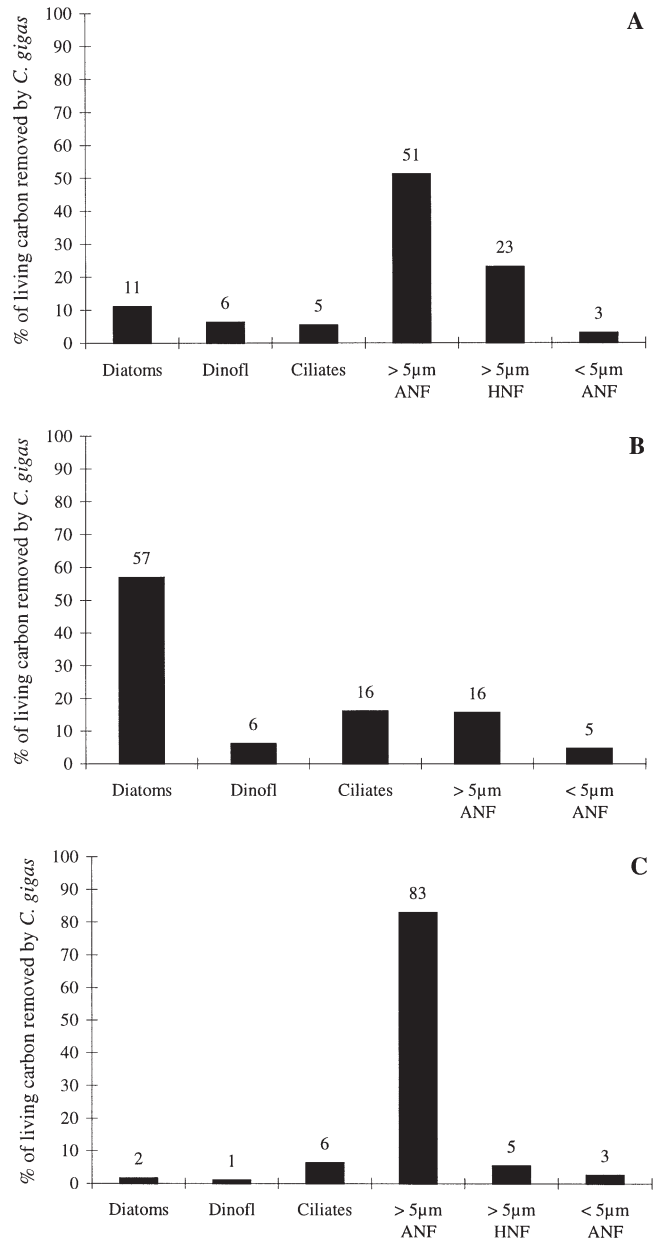 A
% of living carbon removed by C. gigas
100
90
80
70
60
50
40
30
20
10
0
11
6
5
51
23
3
Diatoms
Dinofl
Ciliates
> 5µm
ANF
> 5µm
HNF
< 5µm
ANF
B
% of living carbon removed by C. gigas
100
90
80
70
60
50
40
30
20
10
0
57
6
16
16
5
Diatoms
Dinofl
Ciliates
> 5µm
ANF
< 5µm
ANF
C
% of living carbon removed by C. gigas
100
90
80
70
60
50
40
30
20
10
0
2
1
6
83
5
3
Diatoms
Dinofl
Ciliates
> 5µm
ANF
> 5µm
HNF
< 5µm
ANF